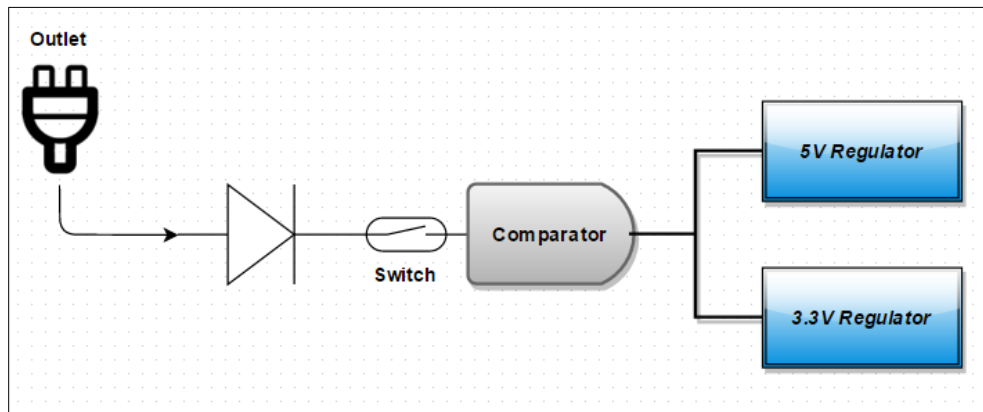 Outlet
Switch
Comparator
5V Regulator
3.3V Regulator